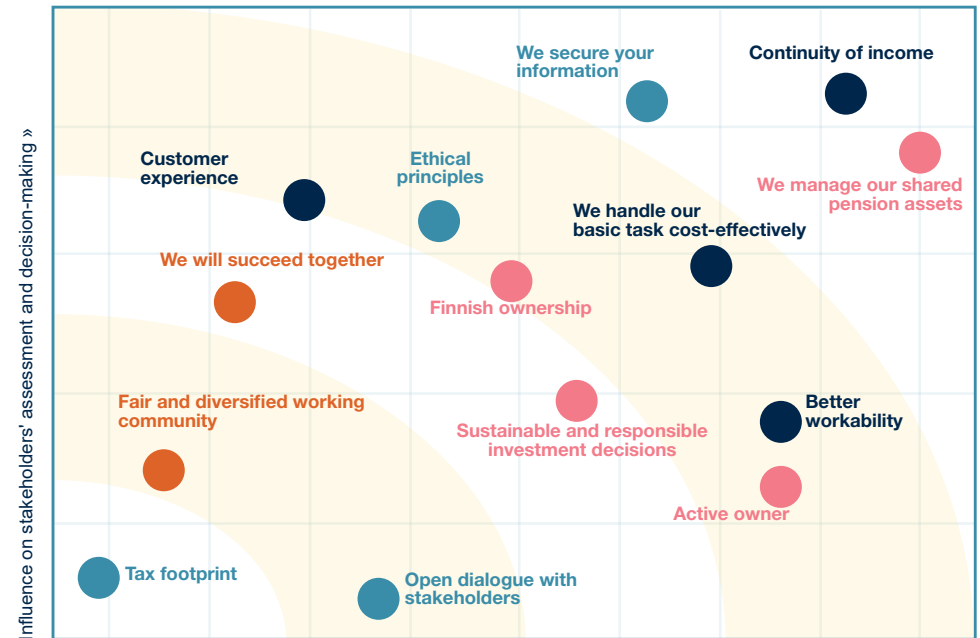 Influence on stakeholders' assessment and decision-making »
We secure your
information
Continuity of income
Customer
experience
Ethical
principles
We manage our shared
pension assets
We handle our
basic task cost-effectively
We will succeed together
Finnish ownership
Fair and diversified working
community
Better
workability
Sustainable and responsible
investment decisions
Active owner
Tax footprint
Open dialogue with
stakeholders